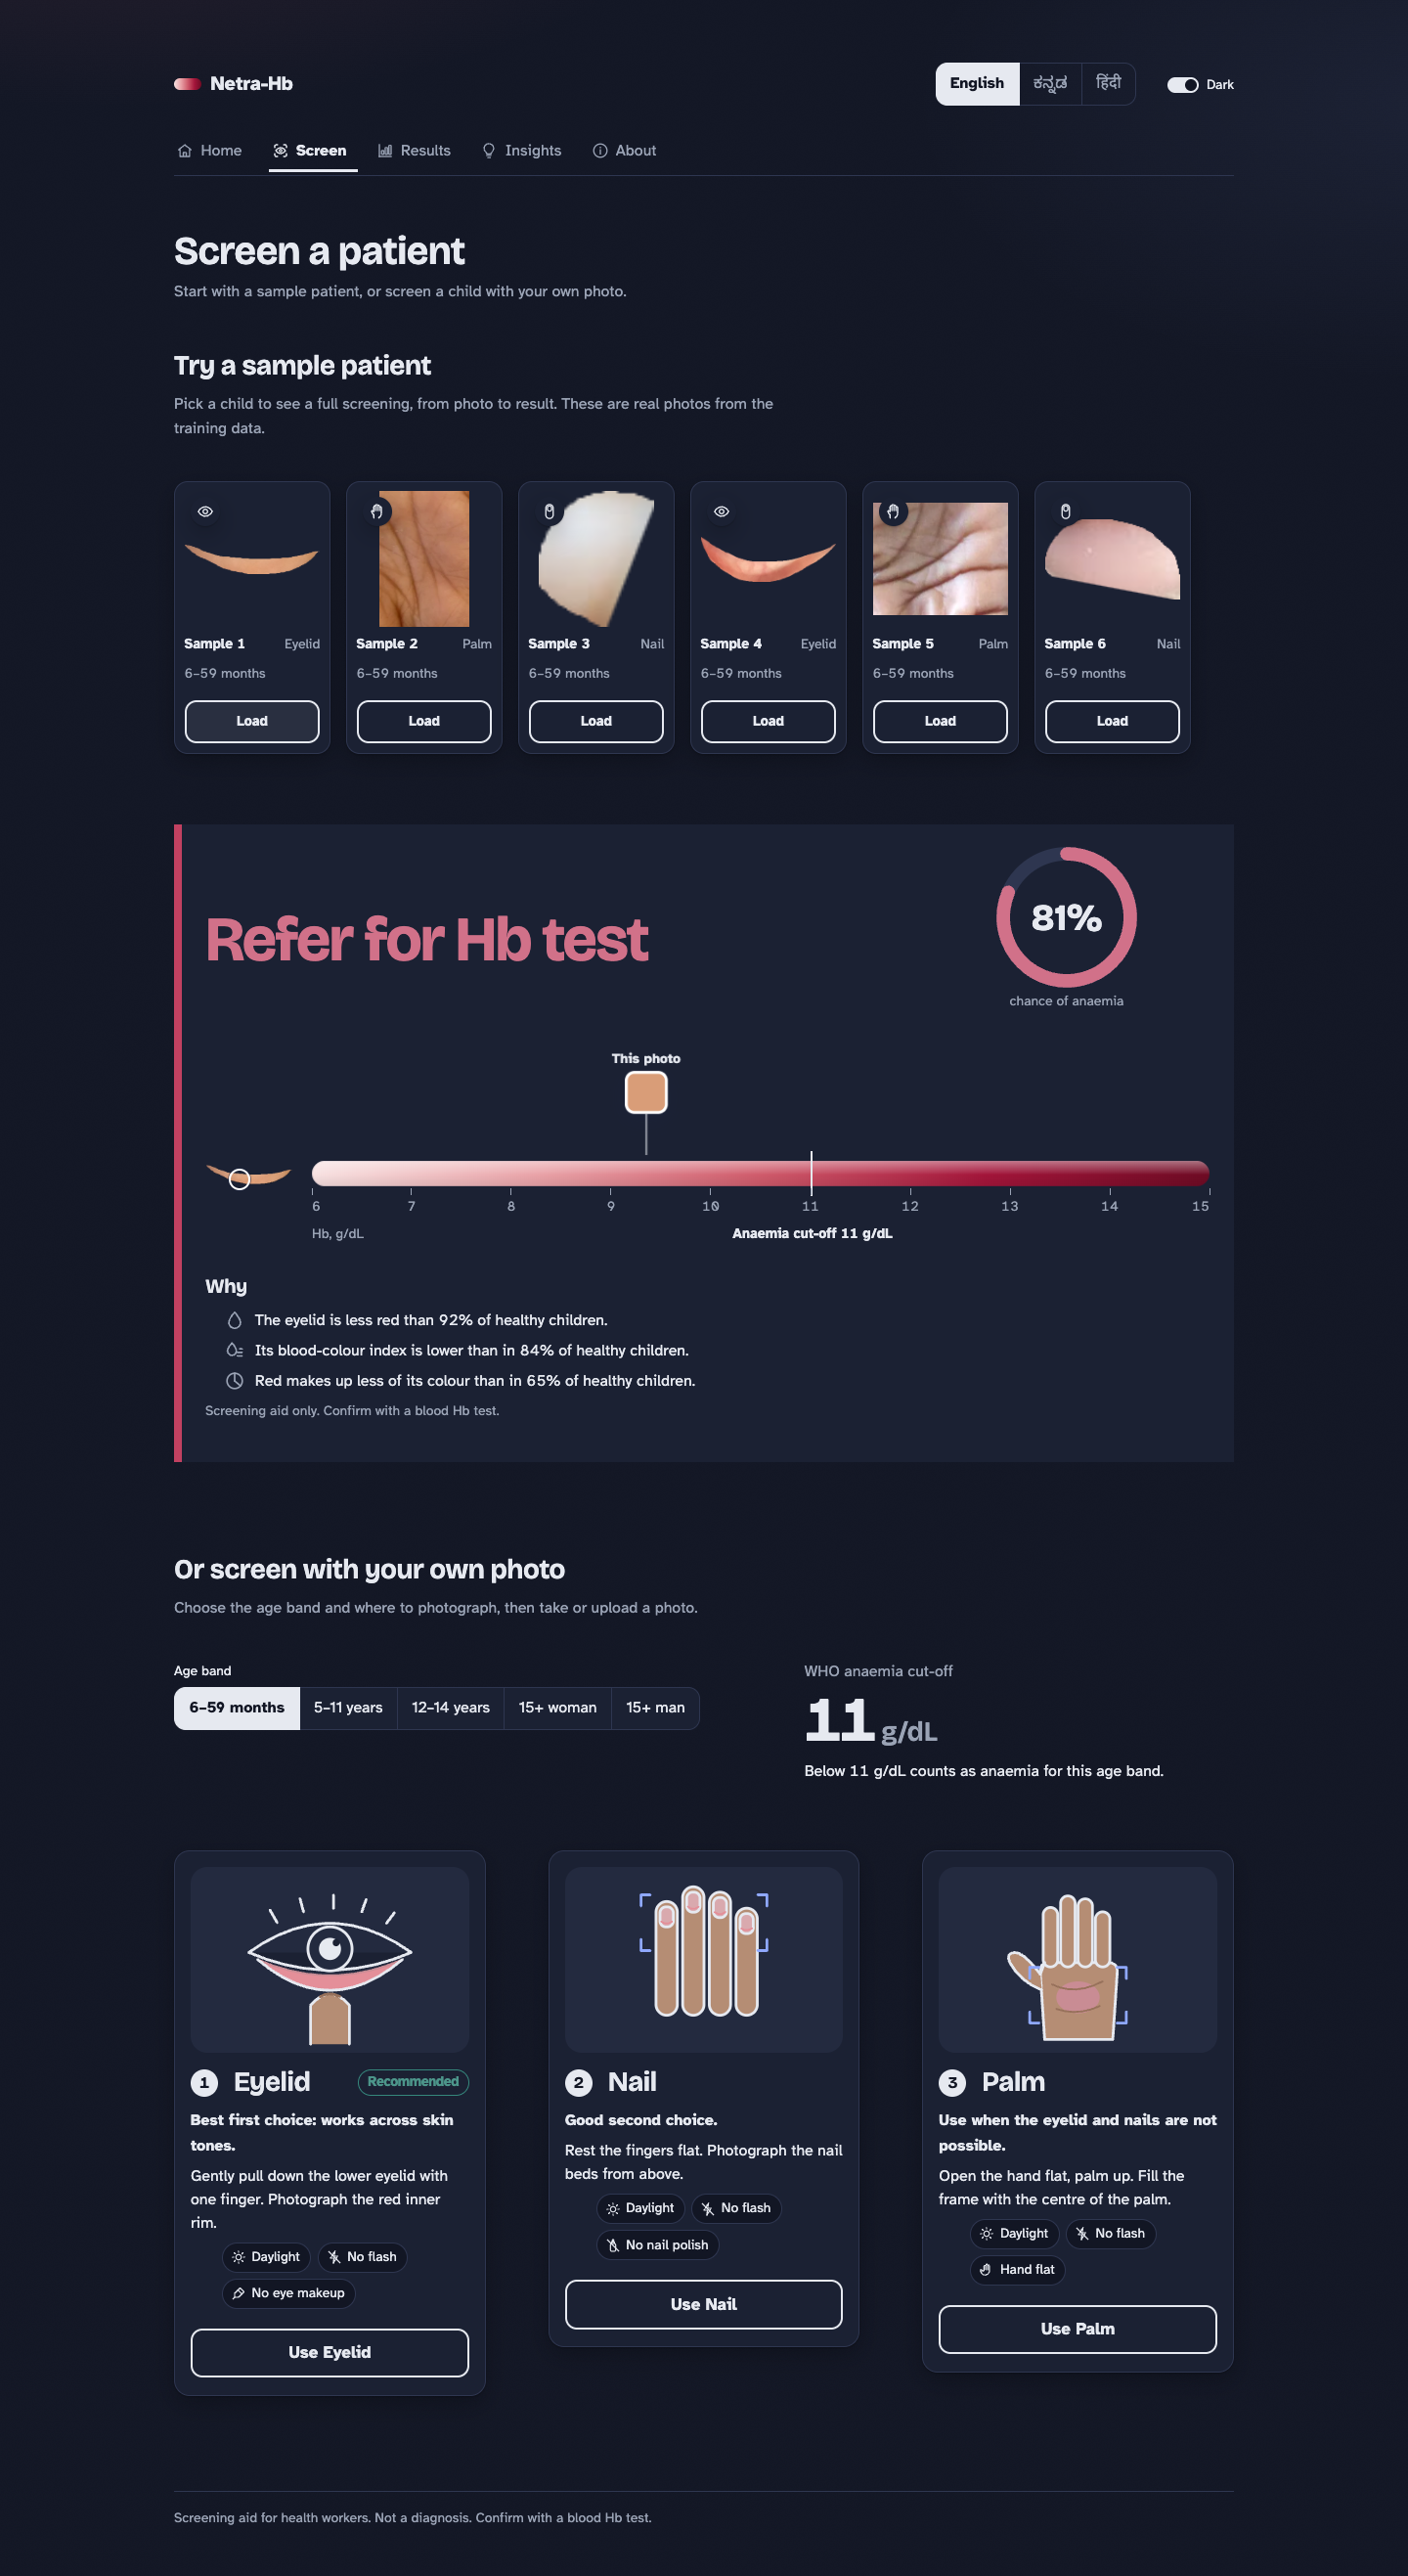 Netra-Hb
English
ಕನ್ನಡ
हिंदी
Dark
Home
Screen
Results
Insights
About
Screen a patient
Start with a sample patient, or screen a child with your own photo.
Try a sample patient
Pick a child to see a full screening, from photo to result. These are real photos from the
training data.
Sample 1 Eyelid
6–59 months
Load
Sample 2 Palm
6–59 months
Load
Sample 3 Nail
6–59 months
Load
Sample 4 Eyelid
6–59 months
Load
Sample 5 Palm
6–59 months
Load
Sample 6 Nail
6–59 months
Load
Refer for Hb test
81%
chance of anaemia
This photo
6 7 8 9 10 11 12 13 14 15
Hb, g/dL
Anaemia cut-off 11 g/dL
Why
The eyelid is less red than 92% of healthy children.
Its blood-colour index is lower than in 84% of healthy children.
Red makes up less of its colour than in 65% of healthy children.
Screening aid only. Confirm with a blood Hb test.
Or screen with your own photo
Choose the age band and where to photograph, then take or upload a photo.
Age band
6–59 months
5–11 years
12–14 years
15+ woman
15+ man
WHO anaemia cut-off
11 g/dL
Below 11 g/dL counts as anaemia for this age band.
1 Eyelid
Recommended
Best first choice: works across skin
tones.
Gently pull down the lower eyelid with
one finger. Photograph the red inner
rim.
Daylight
No flash
No eye makeup
Use Eyelid
2 Nail
Good second choice.
Rest the fingers flat. Photograph the nail
beds from above.
Daylight
No flash
No nail polish
Use Nail
3 Palm
Use when the eyelid and nails are not
possible.
Open the hand flat, palm up. Fill the
frame with the centre of the palm.
Daylight
No flash
Hand flat
Use Palm
Screening aid for health workers. Not a diagnosis. Confirm with a blood Hb test.